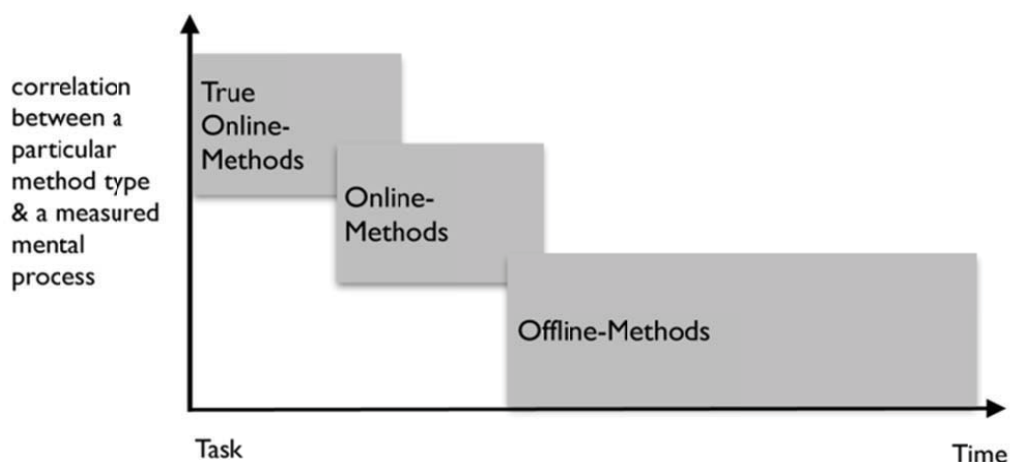 correlation
between a
particular
method type
& a measured
mental
process
True
Online-
Methods
Online-
Methods
Offline-Methods
Task
Time